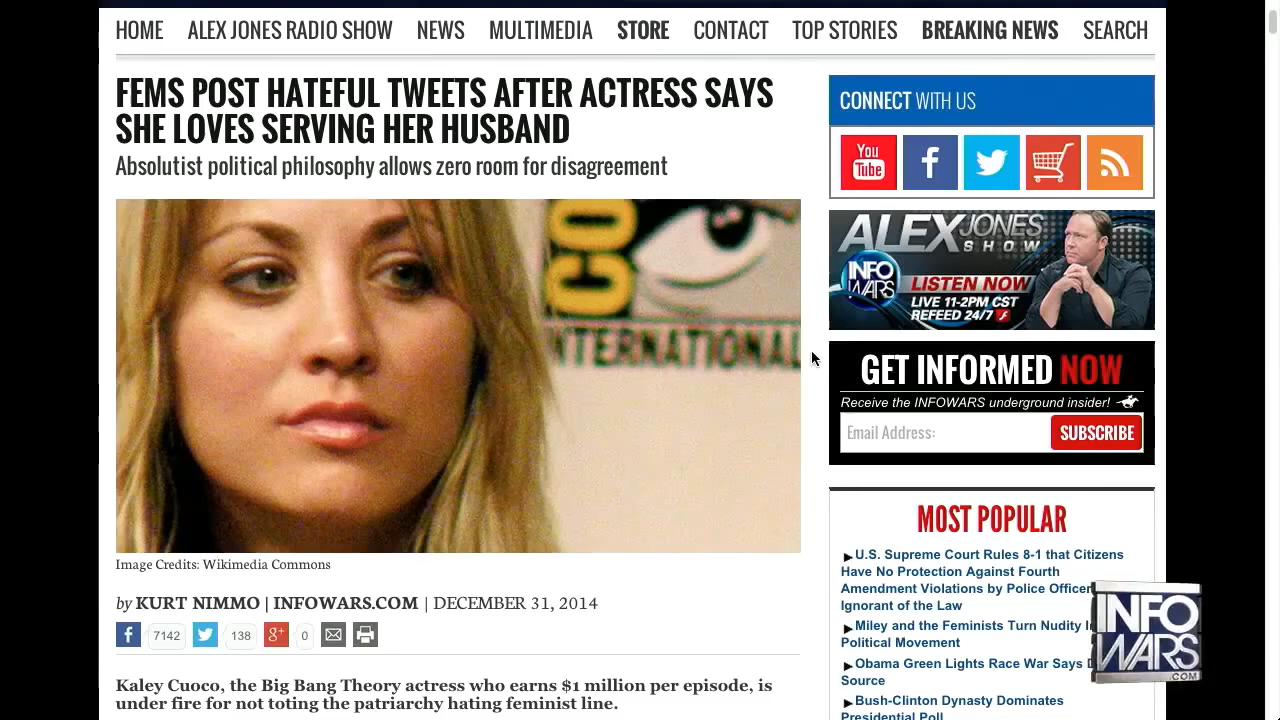 HOME ALEX JONES RADIO SHOW NEWS MULTIMEDIA STORE CONTACT TOP STORIES BREAKING NEWS SEARCH
FEMS POST HATEFUL TWEETS AFTER ACTRESS SAYS
SHE LOVES SERVING HER HUSBAND
Absolutist political philosophy allows zero room for disagreement
CO
INTERNATIONAL
Image Credits: Wikimedia Commons
by KURT NIMMO | INFOWARS.COM | DECEMBER 31, 2014
7142 138 g+ 0
Kaley Cuoco, the Big Bang Theory actress who earns $1 million per episode, is
under fire for not toting the patriarchy hating feminist line.
CONNECT WITH US
You
Tube
ALEX JONES
SHOW
INFO
WARS
LISTEN NOW
LIVE 11-2PM CST
REFEED 24/7
GET INFORMED NOW
Receive the INFOWARS underground insider!
Email Address:
SUBSCRIBE
MOST POPULAR
U.S. Supreme Court Rules 8-1 that Citizens
Have No Protection Against Fourth
Amendment Violations by Police Officer
Ignorant of the Law
Miley and the Feminists Turn Nudity
Political Movement
Obama Green Lights Race War Says
Source
Bush-Clinton Dynasty Dominates
Presidential Poll
INFO
WARS
.COM